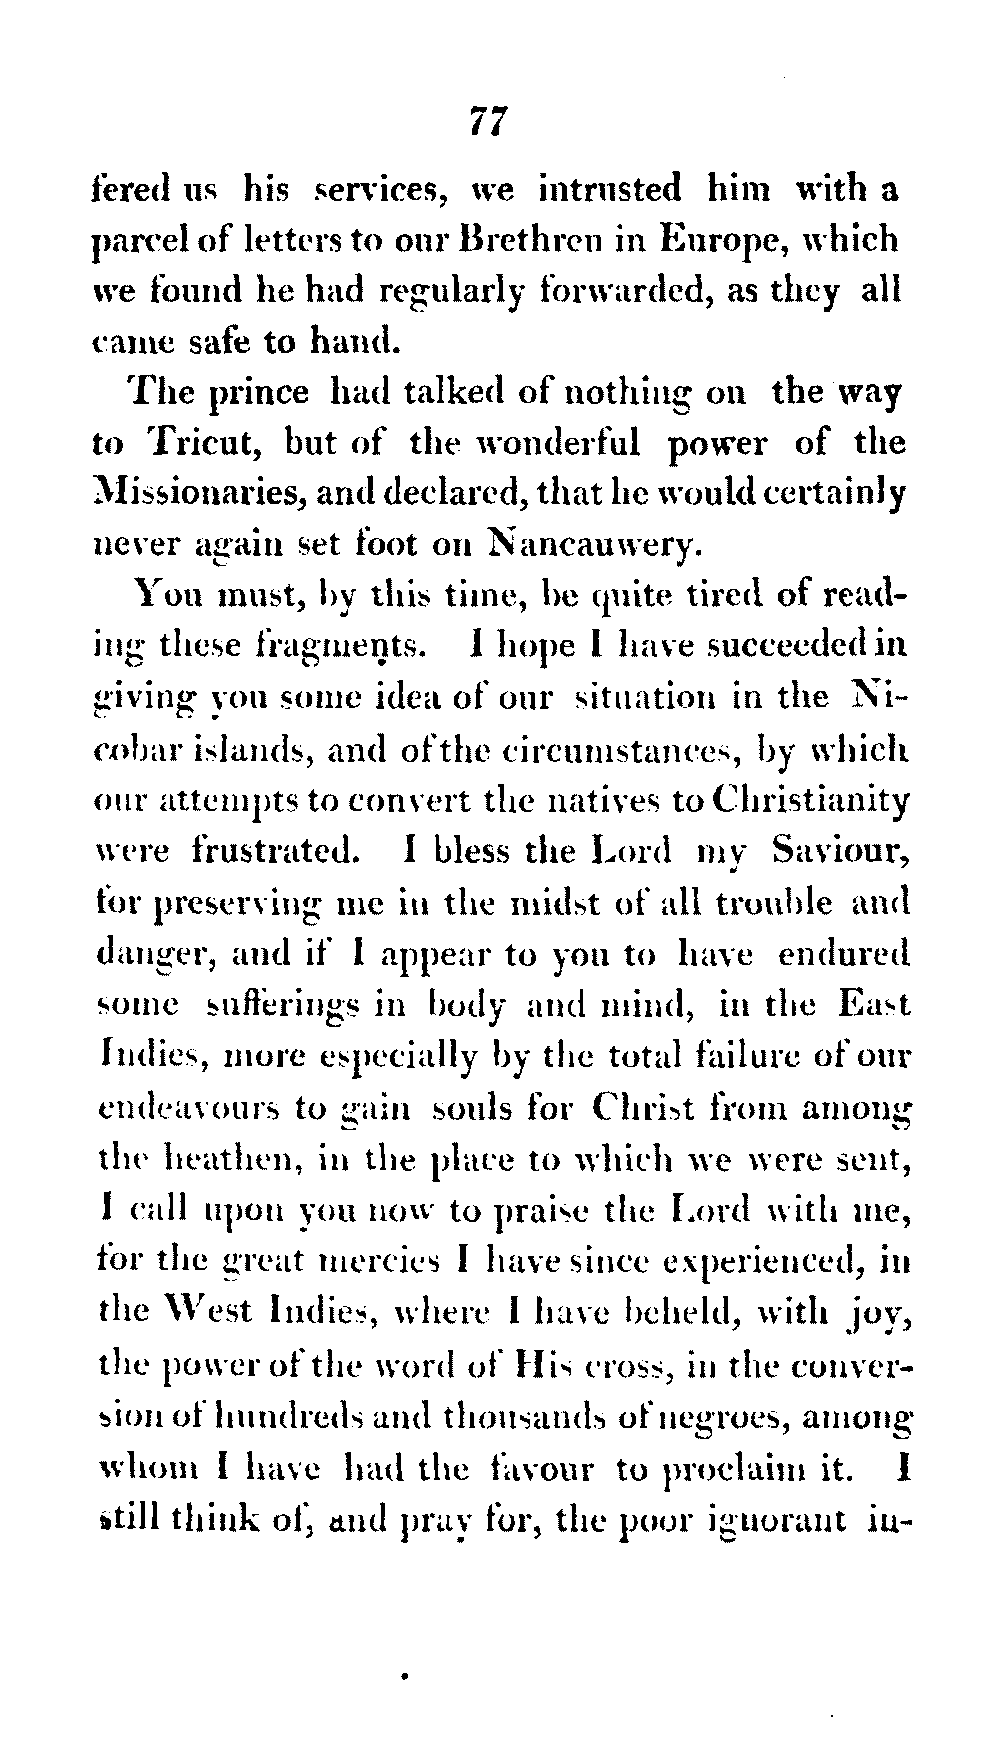 77
fered us his services, we intrusted him with a
parcel of letters to our Brethren in Europe, which
we found he had regularly forwarded, as they all
came safe to hand.
The prince had talked of nothing on the way
to Tricut, but of the wonderful power of the
Missionaries, and declared, that he would certainly
never again set foot on Nancauwery.
You must, by this time, be quite tired of read-
ing these fragments. I hope I have succeeded in
giving you some idea of our situation in the Ni-
cobar islands, and of the circumstances, by which
our attempts to convert the natives to Christianity
were frustrated. I bless the Lord my Saviour,
for preserving me in the midst of all trouble and
danger, and if I appear to you to have endured
some sufferings in body and mind, in the East
Indies, more especially by the total failure of our
endeavours to gain souls for Christ from among
the heathen, in the place to which we were sent,
I call upon you now to praise the Lord with me,
for the great mercies I have since experienced, in
the West Indies, where I have beheld, with joy,
the power of the word of His cross, in the conver-
sion of hundreds and thousands of negroes, among
whom I have had the favour to proclaim it. I
still think of, and pray for, the poor ignorant in-